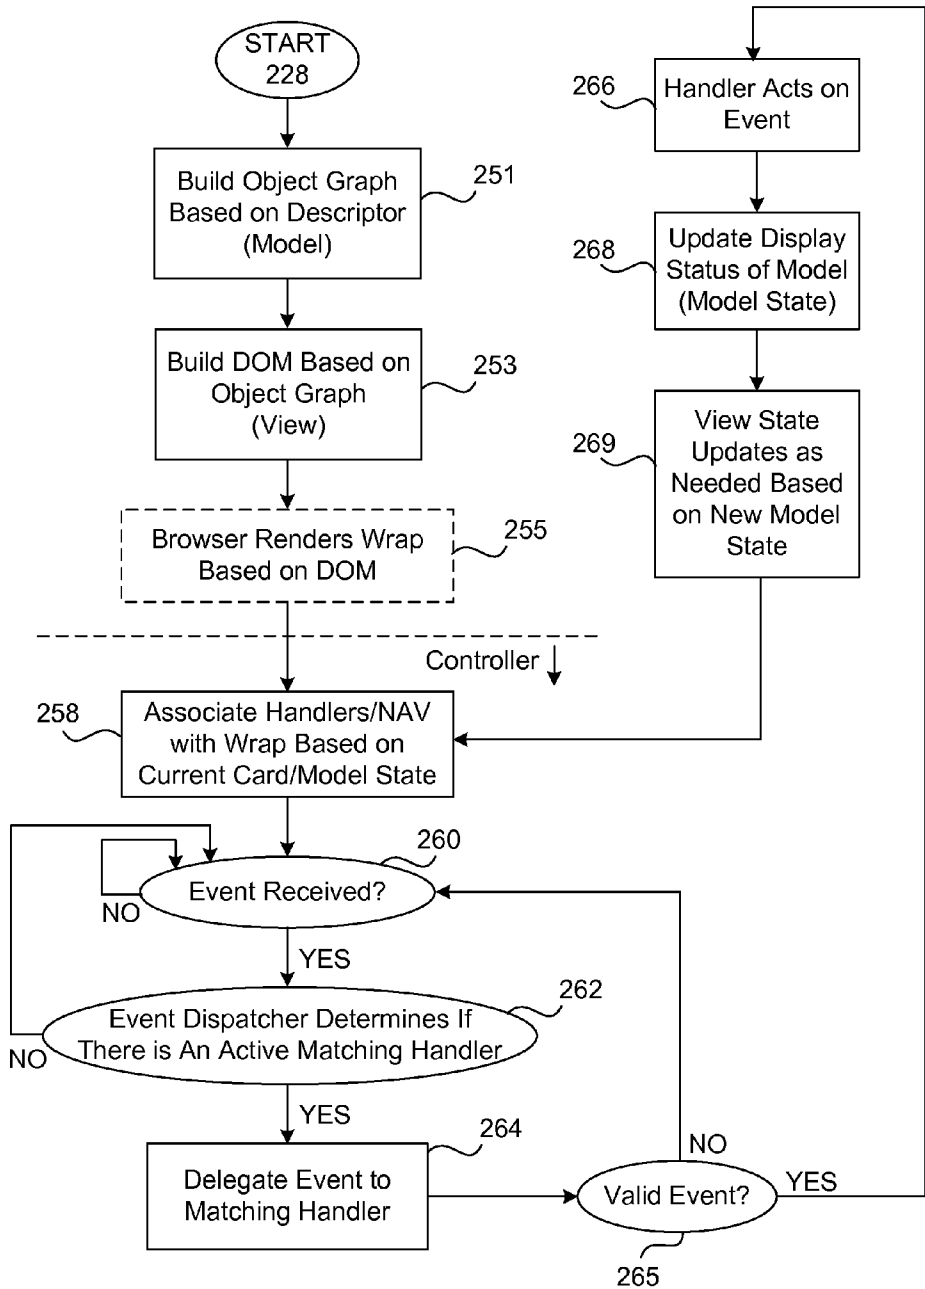 START
228
Build Object Graph
Based on Descriptor
(Model)
251
Build DOM Based on
Object Graph
(View)
253
Browser Renders Wrap
Based on DOM
255
Controller
258
Associate Handlers/NAV
with Wrap Based on
Current Card/Model State
260
Event Received?
NO
YES
262
Event Dispatcher Determines If
There is An Active Matching Handler
NO
YES
264
Delegate Event to
Matching Handler
Valid Event?
265
NO
YES
266
Handler Acts on
Event
268
Update Display
Status of Model
(Model State)
269
View State
Updates as
Needed Based
on New Model
State